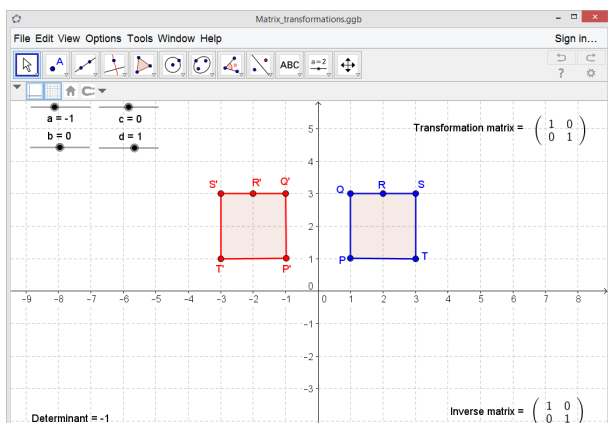 Matrix_transformations.ggb
File Edit View Options Tools Window Help
Sign in...
A
ABC
a=2
?
a = -1
c = 0
b = 0
d = 1
Transformation matrix = ( 1 0
0 1 )
5
4
S' R' Q'
Q R S
3
2
1
T' P'
P T
0
-9 -8 -7 -6 -5 -4 -3 -2 -1 0 1 2 3 4 5 6 7 8
-1
-2
-3
Determinant = -1
Inverse matrix = ( 1 0
0 1 )